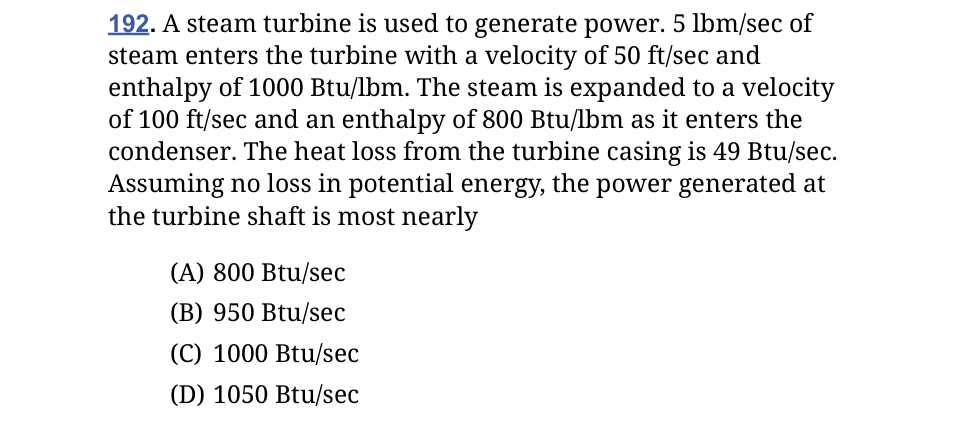 192. A steam turbine is used to generate power. 5 lbm/sec of
steam enters the turbine with a velocity of 50 ft/sec and
enthalpy of 1000 Btu/lbm. The steam is expanded to a velocity
of 100 ft/sec and an enthalpy of 800 Btu/lbm as it enters the
condenser. The heat loss from the turbine casing is 49 Btu/sec.
Assuming no loss in potential energy, the power generated at
the turbine shaft is most nearly
(A) 800 Btu/sec
(B) 950 Btu/sec
(C) 1000 Btu/sec
(D) 1050 Btu/sec